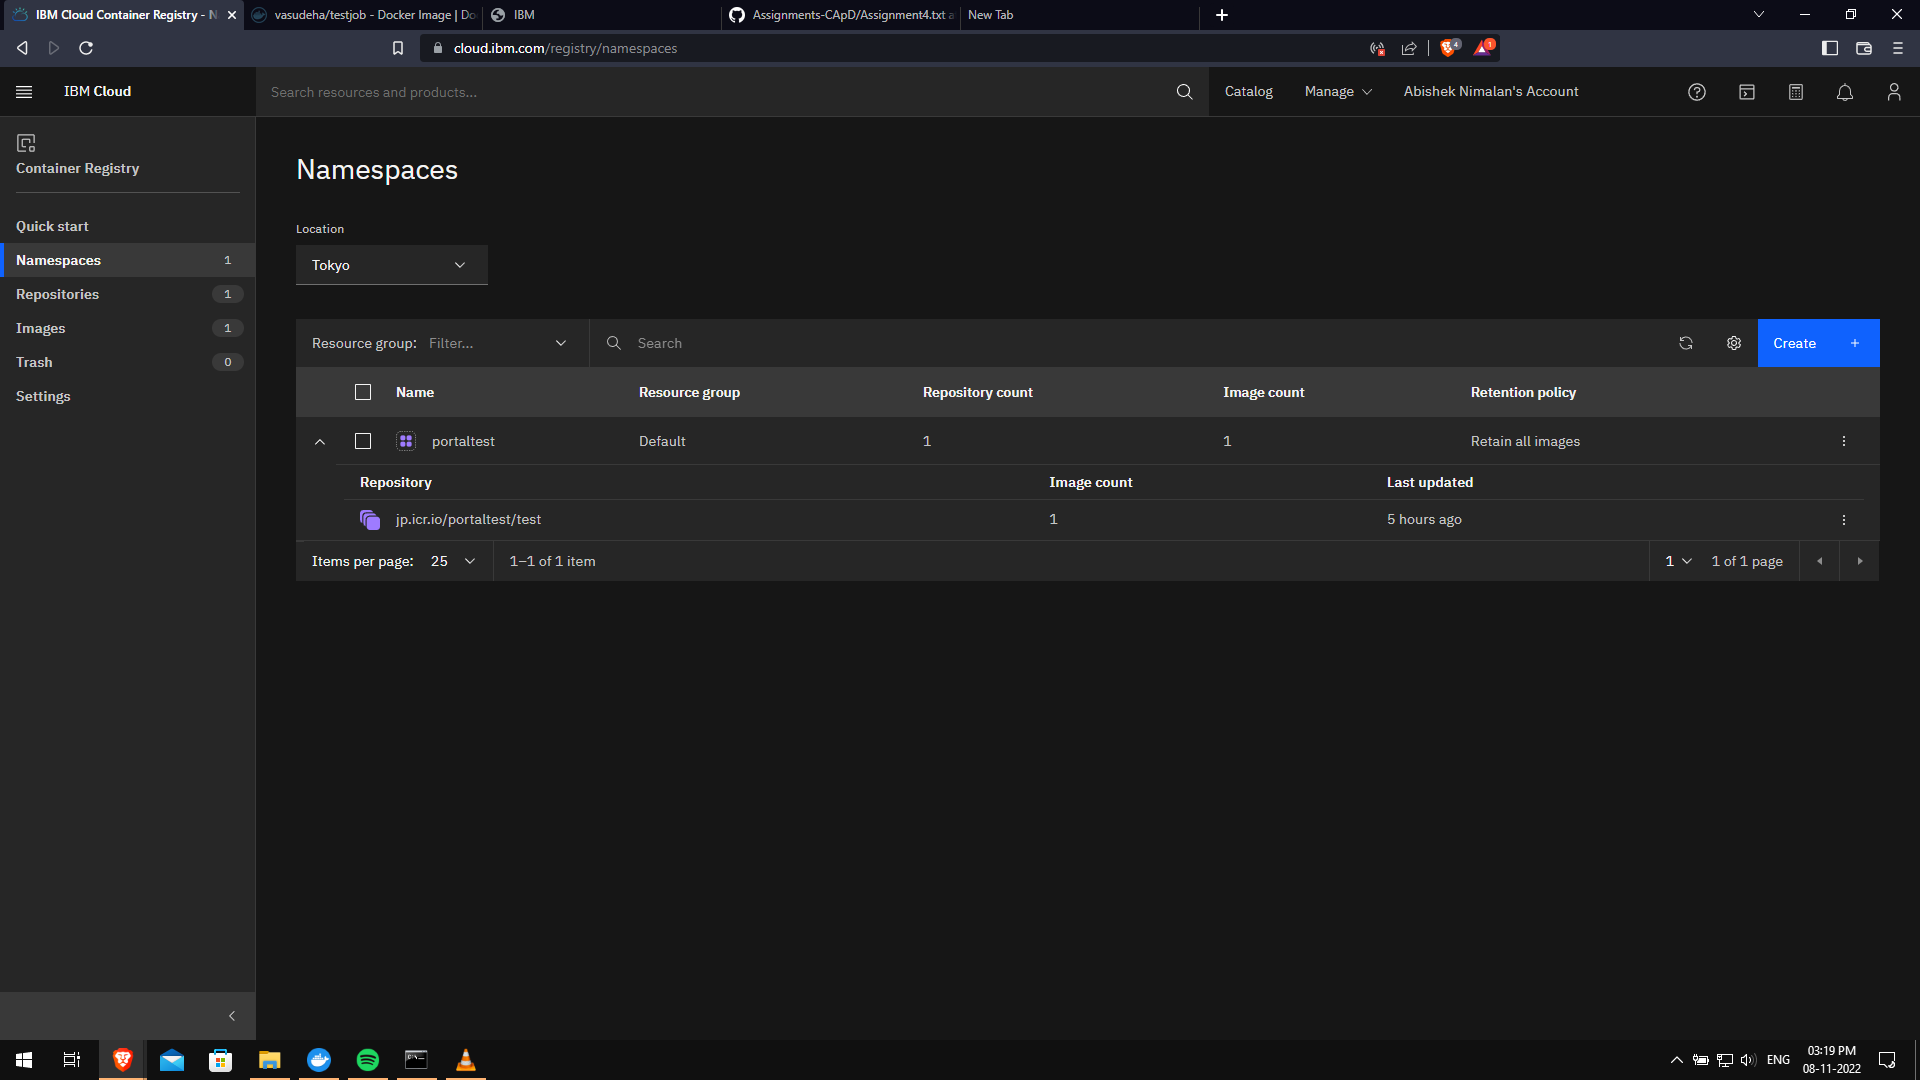 IBM Cloud Container Registry - N
vasudeha/testjob - Docker Image | Do
IBM
Assignments-CApD/Assignment4.txt a
New Tab
cloud.ibm.com/registry/namespaces
4
1
IBM Cloud
Search resources and products...
Catalog
Manage
Abishek Nimalan's Account
Container Registry
Quick start
Namespaces 1
Repositories 1
Images 1
Trash 0
Settings
Namespaces
Location
Tokyo
Resource group: Filter...
Search
Create +
Name Resource group Repository count Image count Retention policy
portaltest Default 1 1 Retain all images
Repository Image count Last updated
jp.icr.io/portaltest/test 1 5 hours ago
Items per page: 25 1–1 of 1 item 1 1 of 1 page
ENG
03:19 PM
08-11-2022